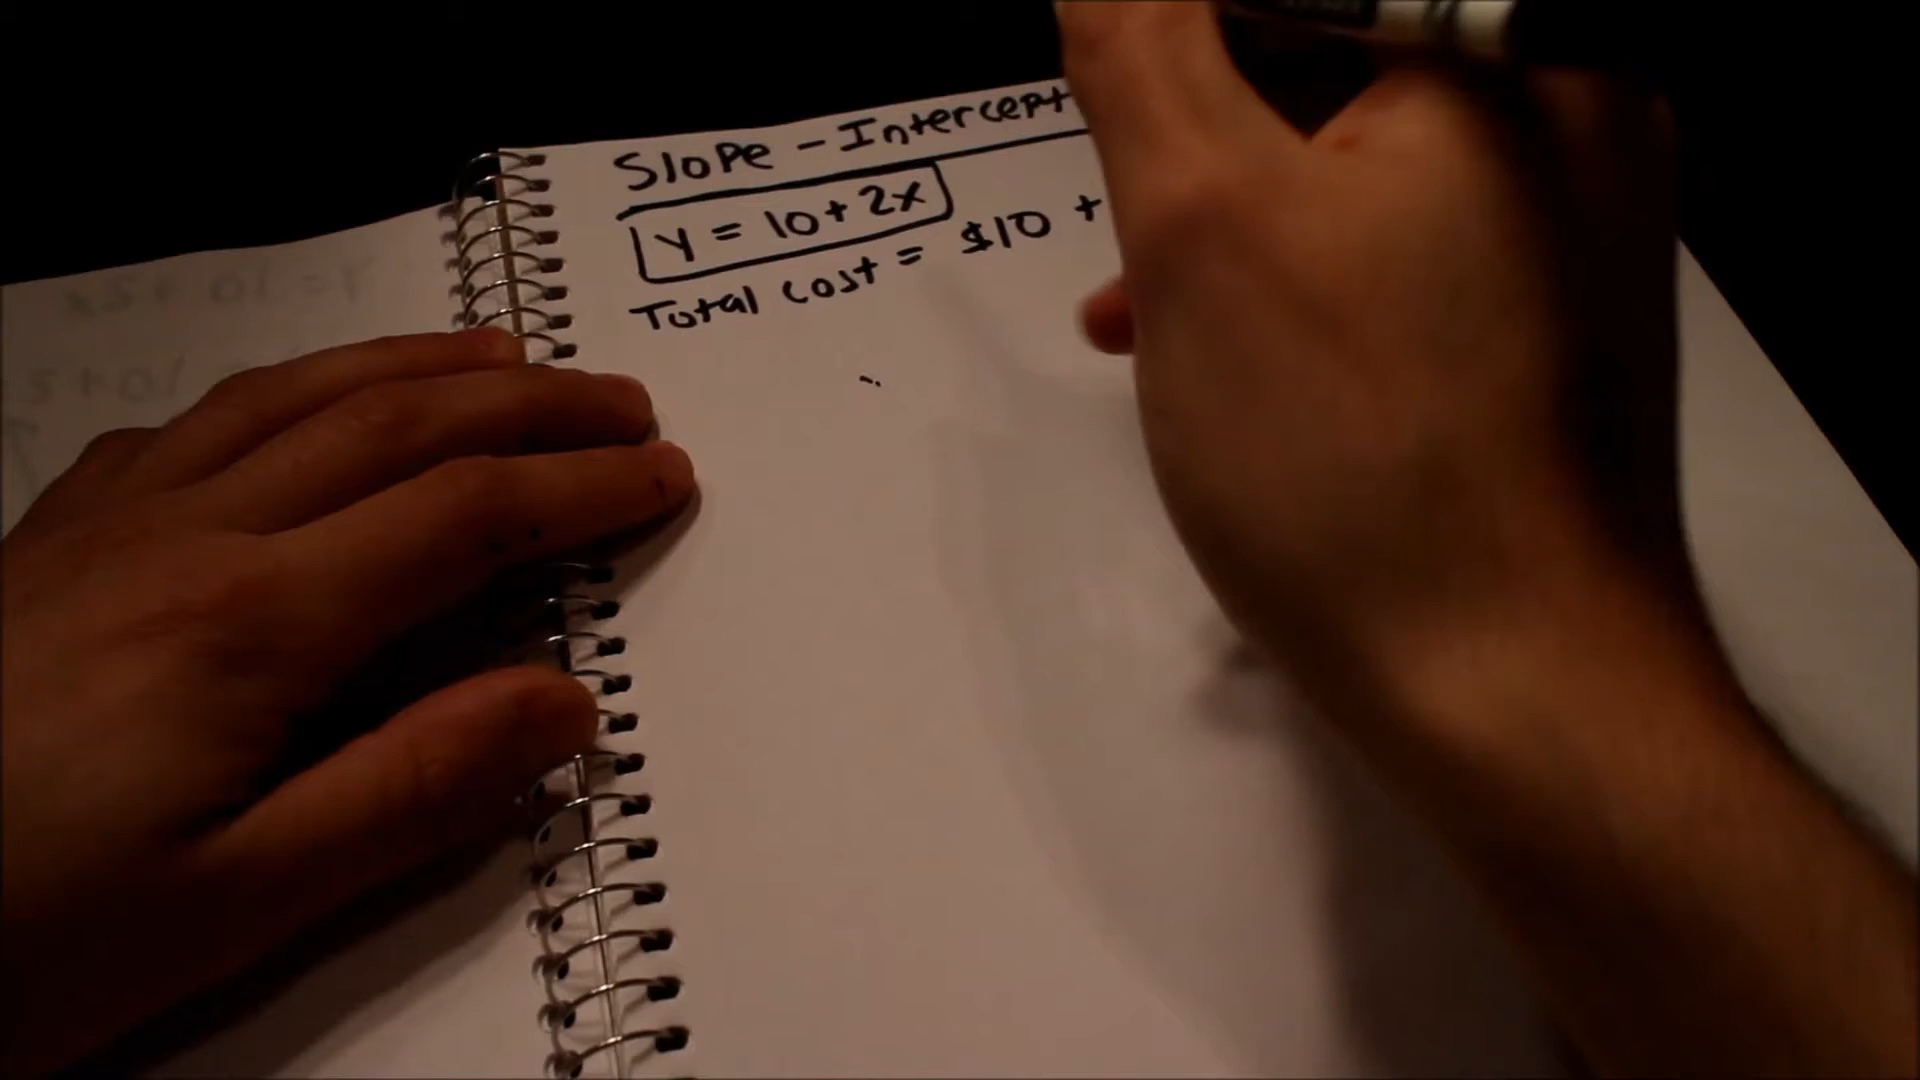 Slope - Intercept
y = 10 + 2x
Total cost = $10 +